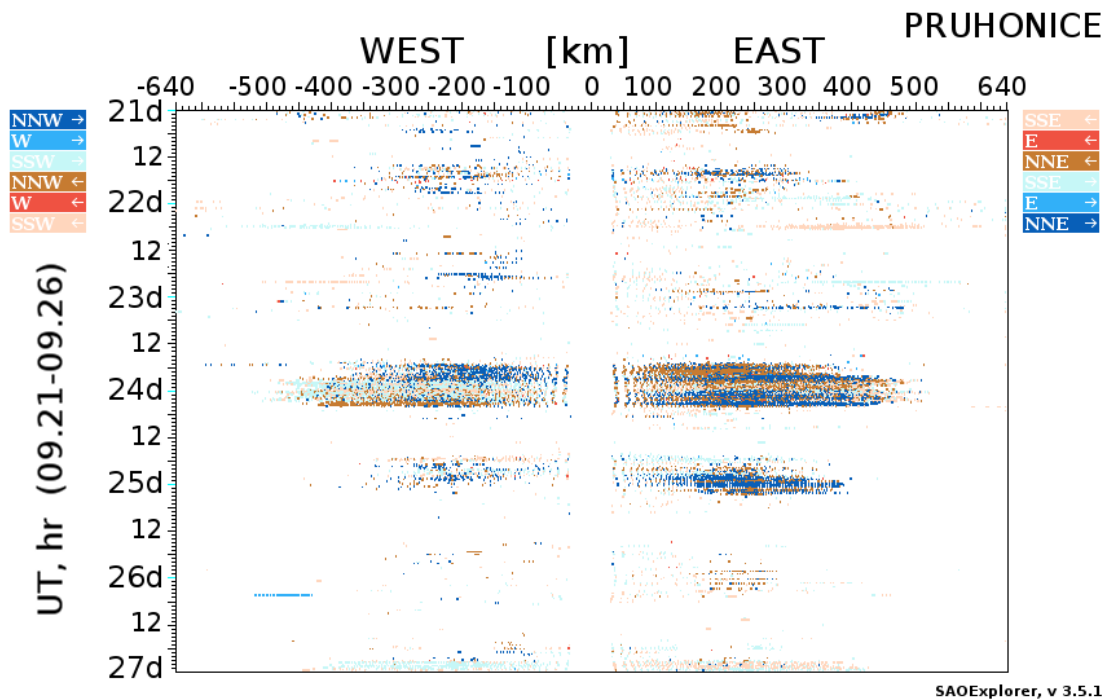 PRUHONICE
WEST [km] EAST
-640 -500 -400 -300 -200 -100 0 100 200 300 400 500 640
NNW →
W →
SSW →
NNW ←
W ←
SSW ←
SSE ←
E ←
NNE ←
SSE →
E →
NNE →
UT, hr (09.21-09.26)
21d
12
22d
12
23d
12
24d
12
25d
12
26d
12
27d
SAOExplorer, v 3.5.1